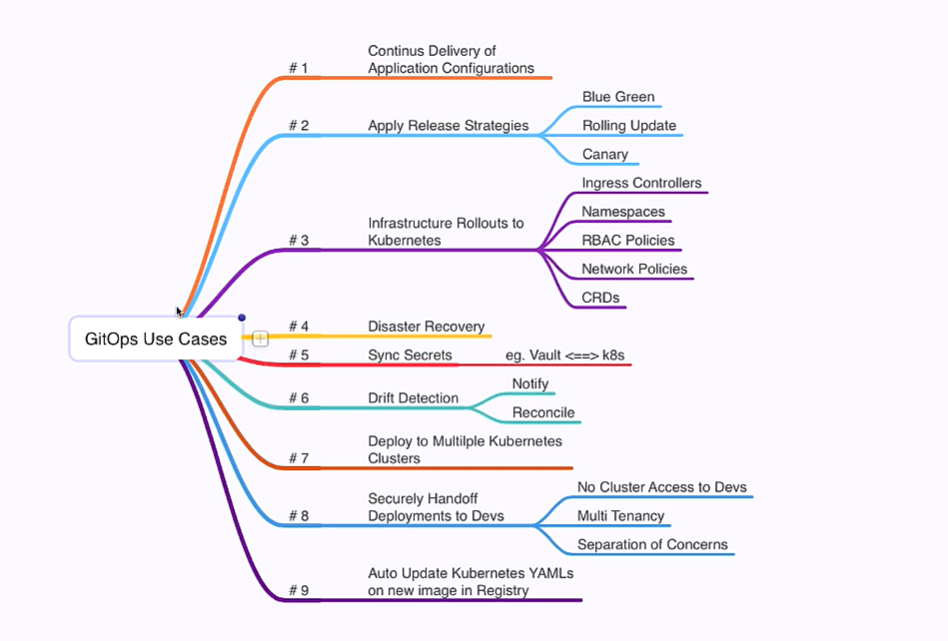 GitOps Use Cases
# 1
Continus Delivery of
Application Configurations
# 2
Apply Release Strategies
Blue Green
Rolling Update
Canary
# 3
Infrastructure Rollouts to
Kubernetes
Ingress Controllers
Namespaces
RBAC Policies
Network Policies
CRDs
# 4
Disaster Recovery
# 5
Sync Secrets
eg. Vault <==> k8s
# 6
Drift Detection
Notify
Reconcile
# 7
Deploy to Multilple Kubernetes
Clusters
# 8
Securely Handoff
Deployments to Devs
No Cluster Access to Devs
Multi Tenancy
Separation of Concerns
# 9
Auto Update Kubernetes YAMLs
on new image in Registry